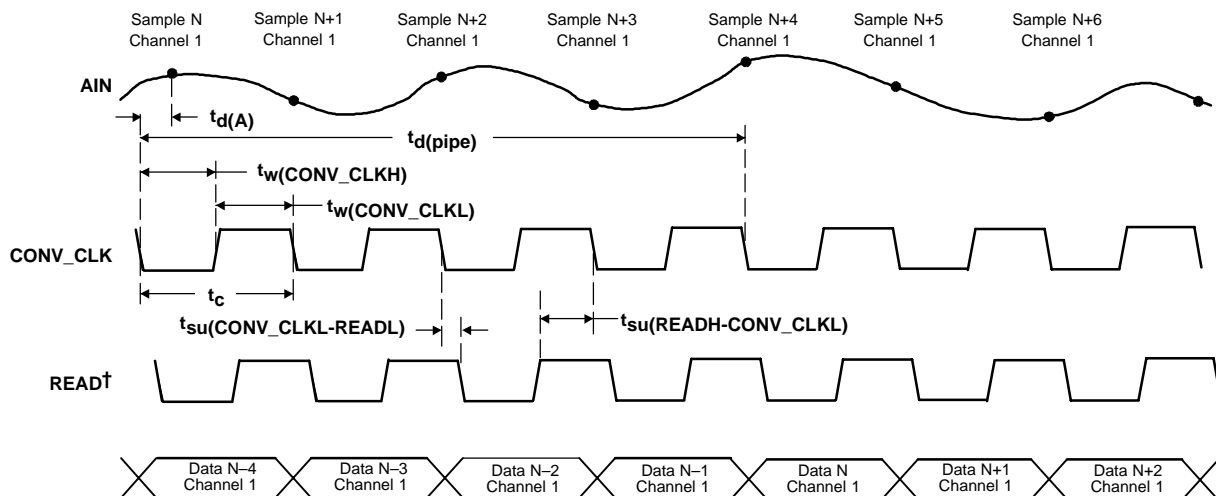 Sample N
Channel 1
Sample N+1
Channel 1
Sample N+2
Channel 1
Sample N+3
Channel 1
Sample N+4
Channel 1
Sample N+5
Channel 1
Sample N+6
Channel 1
AIN
td(A)
td(pipe)
tw(CONV_CLKH)
tw(CONV_CLKL)
CONV_CLK
tc
tsu(CONV_CLKL-READL)
tsu(READH-CONV_CLKL)
READ†
Data N–4
Channel 1
Data N–3
Channel 1
Data N–2
Channel 1
Data N–1
Channel 1
Data N
Channel 1
Data N+1
Channel 1
Data N+2
Channel 1